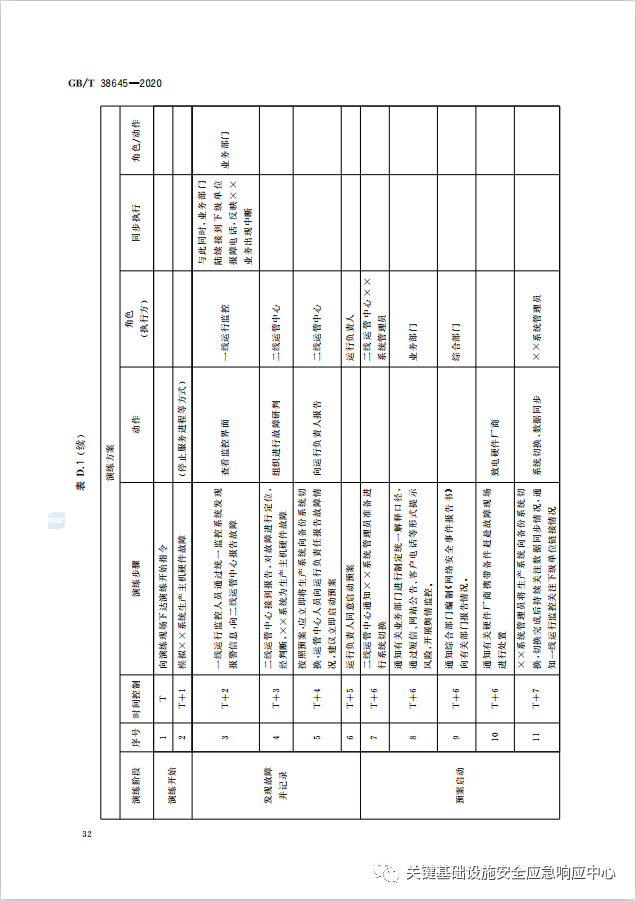 GB/T 38645—2020
表 D.1（续）
演练方案
演练阶段 序号 时间控制 演练步骤 动作 角色
(执行方) 同步执行 角色/动作
演练开始
1 T 向演练现场下达演练开始指令
2 T+1 模拟××系统生产主机硬件故障 (停止服务进程等方式)
发现故障
并记录
3 T+2 一线运行监控人员通过统一监控系统发现
报警信息,向二线运管中心报告故障
查看监控界面 一线运行监控
与此同时,业务部门
陆续接到下级单位
报障电话,反映××
业务出现中断
业务部门
4 T+3 二线运管中心接到报告,对故障进行定位,
经判断,××系统为生产主机硬件故障
组织进行故障研判 二线运管中心
5 T+4 按照预案,应立即将生产系统向备份系统切
换,运管中心人员向运行负责任报告故障情
况,建议立即启动预案
向运行负责人报告 二线运管中心
6 T+5 运行负责人同意启动预案 运行负责人
预案启动
7 T+6 二线运管中心通知××系统管理员准备进
行系统切换
二线运管中心××
系统管理员
8 T+6 通知有关业务部门进行制定统一解释口径,
通过短信、网站公告、客户电话等形式提示
风险,开展舆情监控。
业务部门
9 T+6 通知综合部门编制《网络安全事件报告书》
向有关部门报告情况。
综合部门
10 T+6 通知有关硬件厂商携带备件赶赴故障现场
进行处置
致电硬件厂商
11 T+7 ××系统管理员将生产系统向备份系统切
换,切换完成后持续关注数据同步情况,通
知一线运行监控关注下级单位链接情况
系统切换、数据同步 ××系统管理员
32
关键基础设施安全应急响应中心